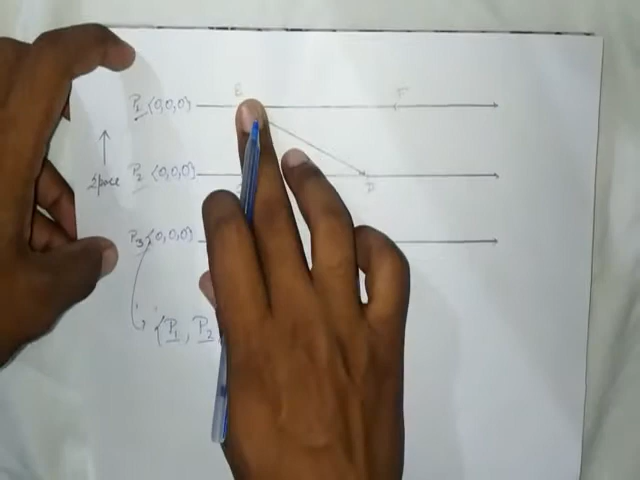 E F
P1 (0,0,0)
P2 (0,0,0)
D
Space
P3 (0,0,0)
{P1, P2